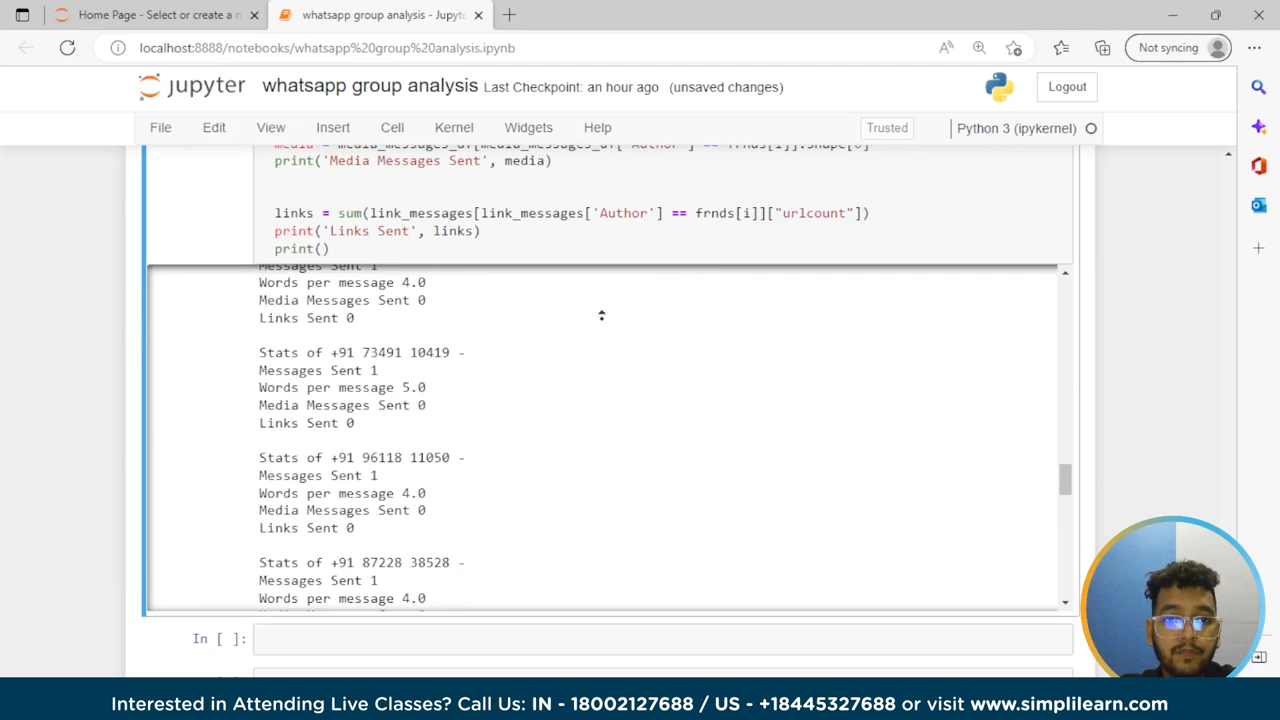 Home Page - Select or create a n
whatsapp group analysis - Jupyte
localhost:8888/notebooks/whatsapp%20group%20analysis.ipynb
Not syncing
jupyter whatsapp group analysis Last Checkpoint: an hour ago (unsaved changes)
Logout
File Edit View Insert Cell Kernel Widgets Help
Trusted
Python 3 (ipykernel)
print('Media Messages Sent', media)
links = sum(link_messages[link_messages['Author'] == frnds[i]]["urlcount"])
print('Links Sent', links)
print()
Messages Sent 1
Words per message 4.0
Media Messages Sent 0
Links Sent 0
Stats of +91 73491 10419 -
Messages Sent 1
Words per message 5.0
Media Messages Sent 0
Links Sent 0
Stats of +91 96118 11050 -
Messages Sent 1
Words per message 4.0
Media Messages Sent 0
Links Sent 0
Stats of +91 87228 38528 -
Messages Sent 1
Words per message 4.0
In [ ]:
Interested in Attending Live Classes? Call Us: IN - 18002127688 / US - +18445327688 or visit www.simplilearn.com